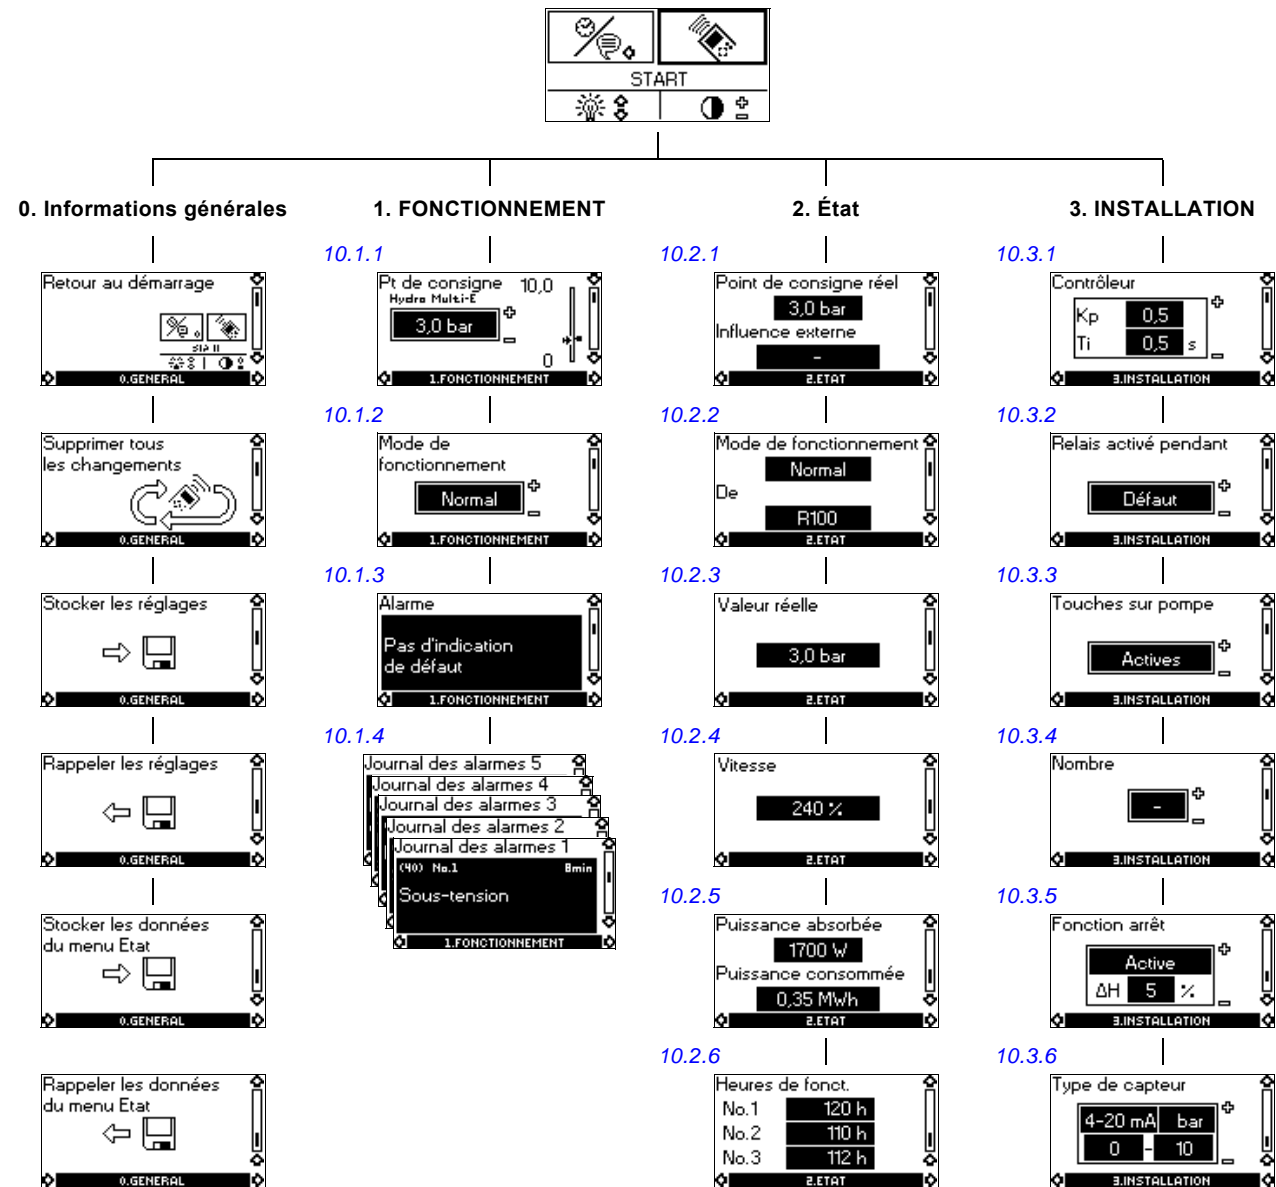 START
0. Informations générales
Retour au démarrage
START
0.GENERAL
Supprimer tous
les changements
0.GENERAL
Stocker les réglages
0.GENERAL
Rappeler les réglages
0.GENERAL
Stocker les données
du menu Etat
0.GENERAL
Rappeler les données
du menu Etat
0.GENERAL
1. FONCTIONNEMENT
10.1.1
Pt de consigne 10,0
Hydro Multi-E
3,0 bar
0
1.FONCTIONNEMENT
10.1.2
Mode de
fonctionnement
Normal
1.FONCTIONNEMENT
10.1.3
Alarme
Pas d'indication
de défaut
1.FONCTIONNEMENT
10.1.4
Journal des alarmes 5
Journal des alarmes 4
Journal des alarmes 3
Journal des alarmes 2
Journal des alarmes 1
(40) No.1 8min
Sous-tension
1.FONCTIONNEMENT
2. État
10.2.1
Point de consigne réel
3,0 bar
Influence externe
-
2.ETAT
10.2.2
Mode de fonctionnement
Normal
De
R100
2.ETAT
10.2.3
Valeur réelle
3,0 bar
2.ETAT
10.2.4
Vitesse
240 %
2.ETAT
10.2.5
Puissance absorbée
1700 W
Puissance consommée
0,35 MWh
2.ETAT
10.2.6
Heures de fonct.
No.1 120 h
No.2 110 h
No.3 112 h
2.ETAT
3. INSTALLATION
10.3.1
Contrôleur
Kp 0,5
Ti 0,5 s
3.INSTALLATION
10.3.2
Relais activé pendant
Défaut
3.INSTALLATION
10.3.3
Touches sur pompe
Actives
3.INSTALLATION
10.3.4
Nombre
-
3.INSTALLATION
10.3.5
Fonction arrêt
Active
ΔH 5 %
3.INSTALLATION
10.3.6
Type de capteur
4-20 mA bar
0 - 10
3.INSTALLATION